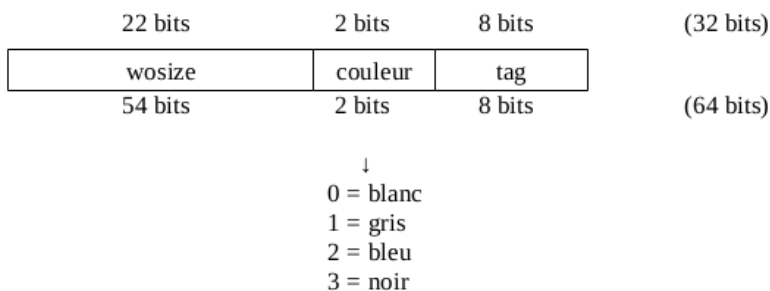 22 bits 2 bits 8 bits (32 bits)
wosize couleur tag
54 bits 2 bits 8 bits (64 bits)
↓
0 = blanc
1 = gris
2 = bleu
3 = noir